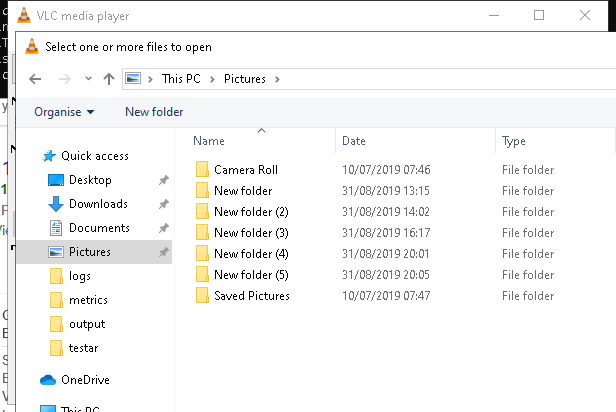 VLC media player
Select one or more files to open
This PC > Pictures >
Organise New folder
Name Date Type
Quick access
Desktop
Downloads
Documents
Pictures
logs
metrics
output
testar
OneDrive
This PC
Camera Roll 10/07/2019 07:46 File folder
New folder 31/08/2019 13:15 File folder
New folder (2) 31/08/2019 14:02 File folder
New folder (3) 31/08/2019 16:17 File folder
New folder (4) 31/08/2019 20:01 File folder
New folder (5) 31/08/2019 20:05 File folder
Saved Pictures 10/07/2019 07:47 File folder